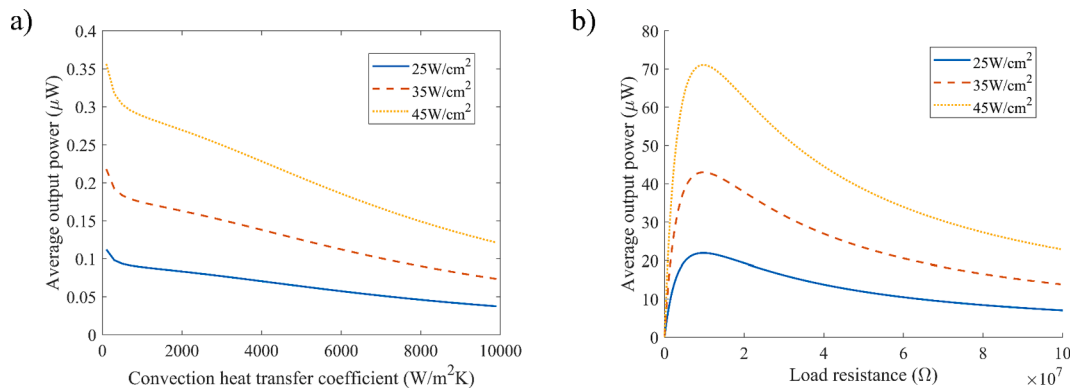 a)
Average output power (μW)
0.4
0.35
0.3
0.25
0.2
0.15
0.1
0.05
0
0
2000
4000
6000
8000
10000
Convection heat transfer coefficient (W/m²K)
25W/cm²
35W/cm²
45W/cm²
b)
Average output power (μW)
80
70
60
50
40
30
20
10
0
0
2
4
6
8
10
×10⁷
Load resistance (Ω)
25W/cm²
35W/cm²
45W/cm²